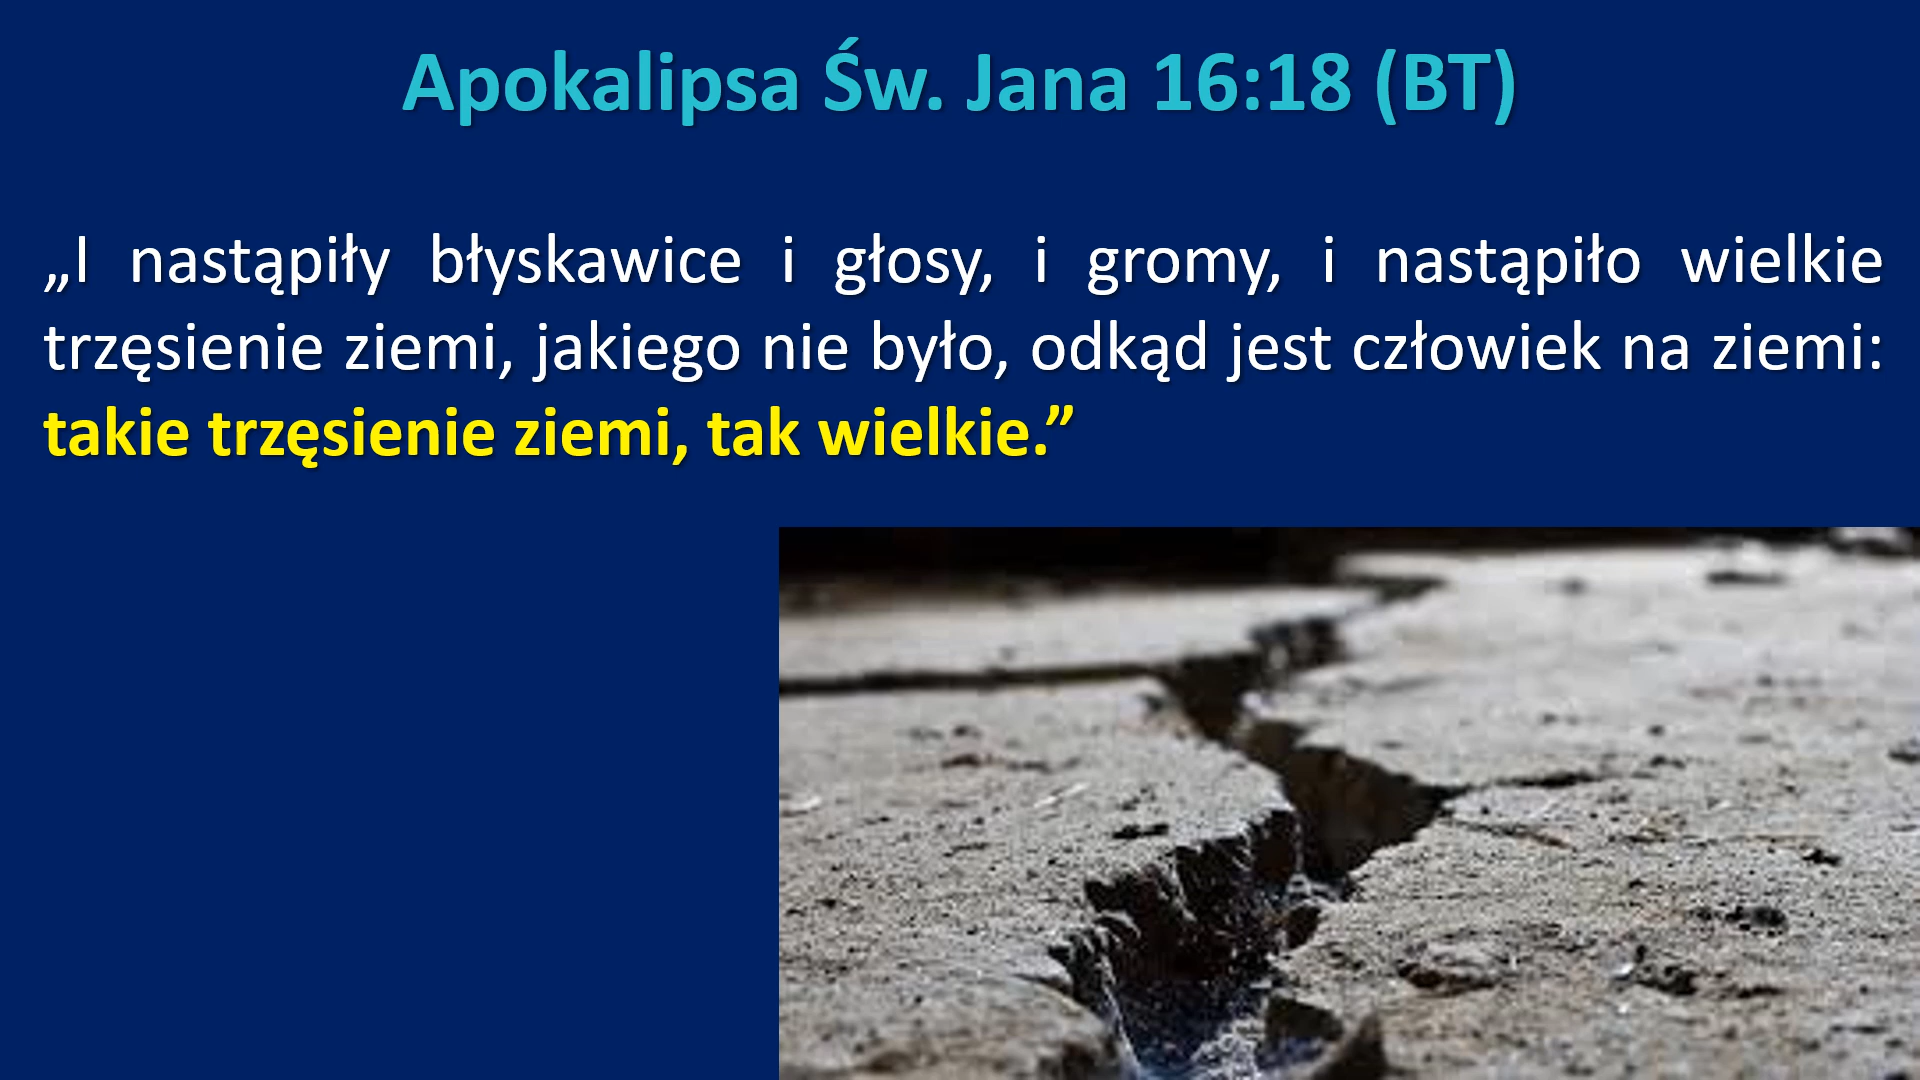 Apokalipsa Św. Jana 16:18 (BT)
„I nastąpiły błyskawice i głosy, i gromy, i nastąpiło wielkie
trzęsienie ziemi, jakiego nie było, odkąd jest człowiek na ziemi:
takie trzęsienie ziemi, tak wielkie.”